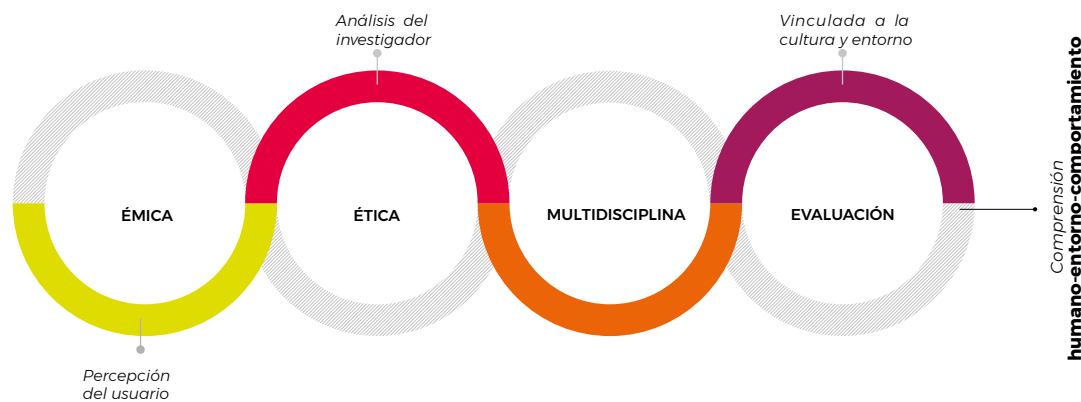 Análisis del
investigador
Vinculada a la
cultura y entorno
ÉMICA
ÉTICA
MULTIDISCIPLINA
EVALUACIÓN
Percepción
del usuario
Comprensión
humano-entorno-comportamiento